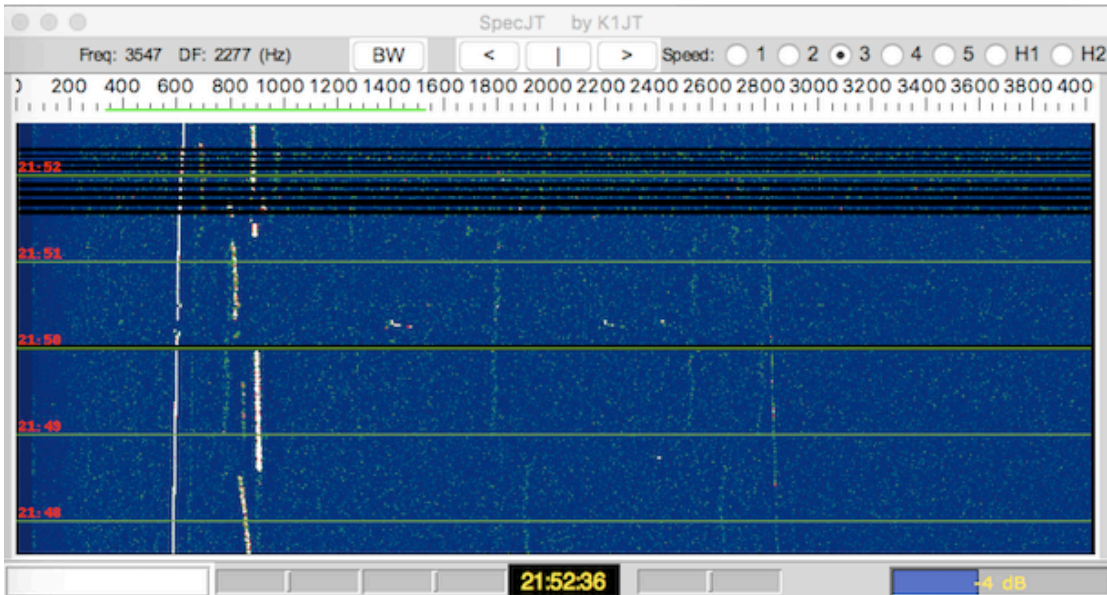 SpecJT by K1JT
Freq: 3547 DF: 2277 (Hz) BW < | > Speed: 1 2 3 4 5 H1 H2
0 200 400 600 800 1000 1200 1400 1600 1800 2000 2200 2400 2600 2800 3000 3200 3400 3600 3800 400
21:52
21:51
21:50
21:49
21:48
21:52:36 -4 dB